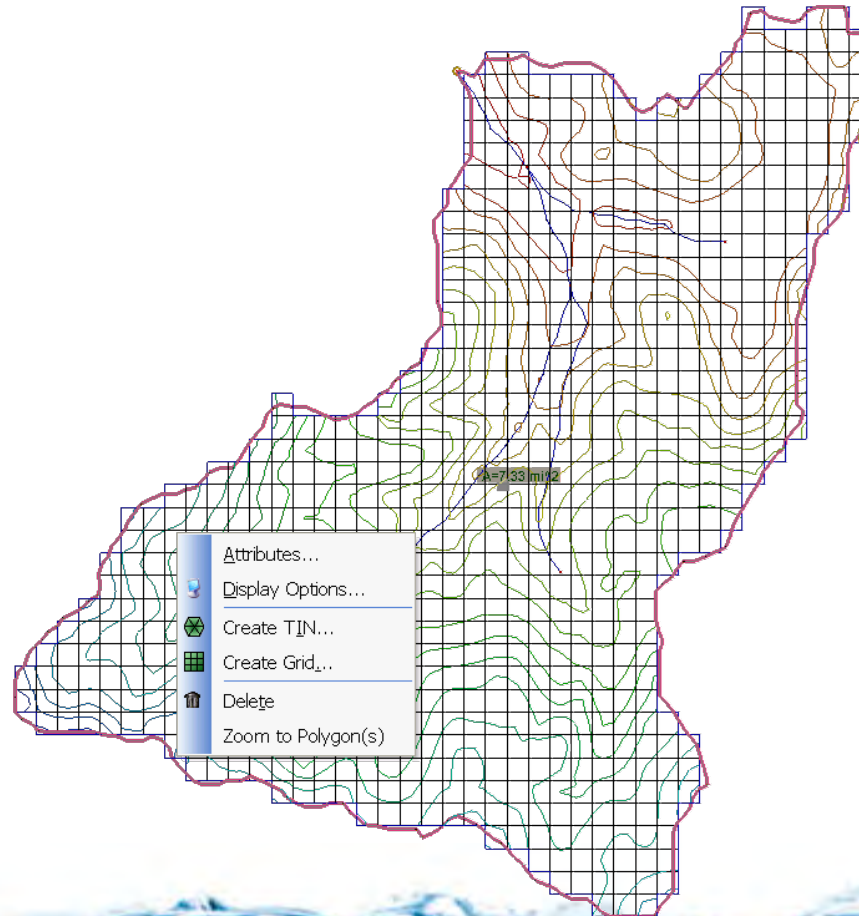 A=7.33 mi^2
Attributes...
Display Options...
Create TIN...
Create Grid...
Delete
Zoom to Polygon(s)